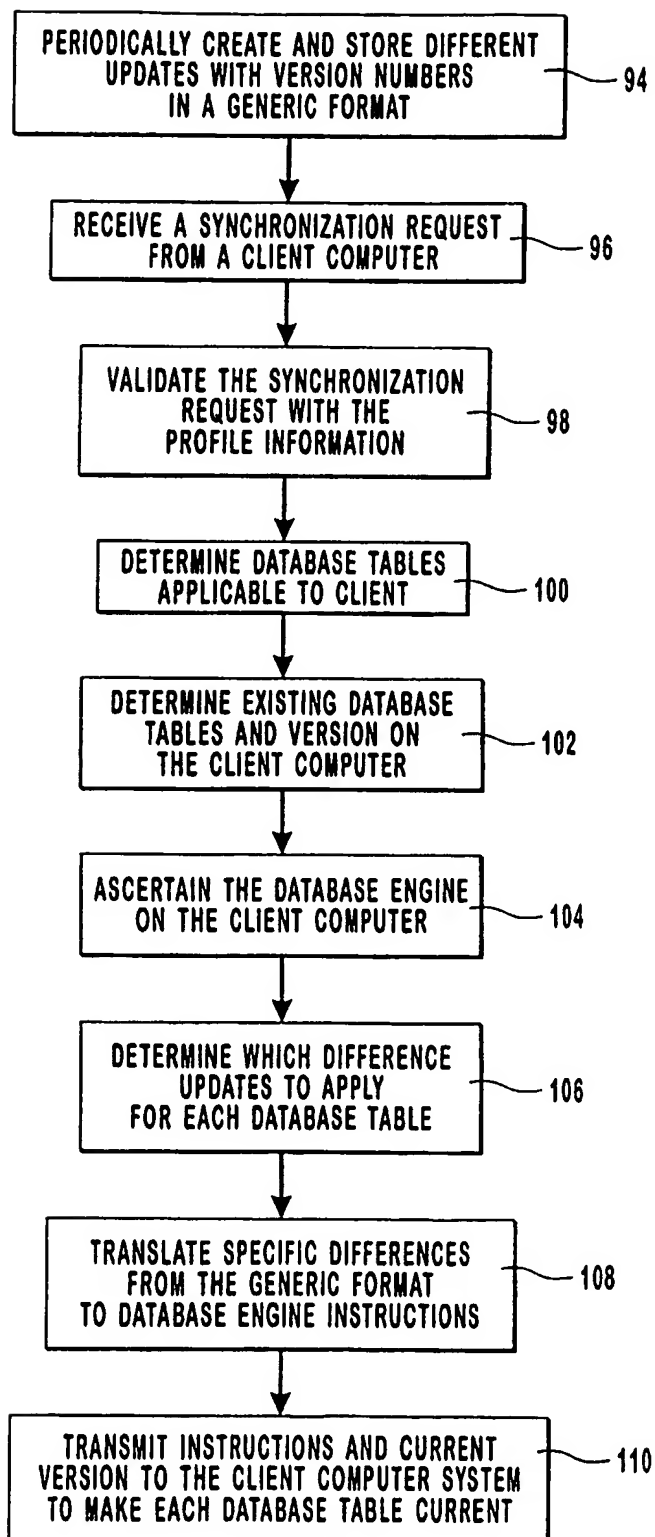 PERIODICALLY CREATE AND STORE DIFFERENT
UPDATES WITH VERSION NUMBERS
IN A GENERIC FORMAT
94
RECEIVE A SYNCHRONIZATION REQUEST
FROM A CLIENT COMPUTER
96
VALIDATE THE SYNCHRONIZATION
REQUEST WITH THE
PROFILE INFORMATION
98
DETERMINE DATABASE TABLES
APPLICABLE TO CLIENT
100
DETERMINE EXISTING DATABASE
TABLES AND VERSION ON
THE CLIENT COMPUTER
102
ASCERTAIN THE DATABASE ENGINE
ON THE CLIENT COMPUTER
104
DETERMINE WHICH DIFFERENCE
UPDATES TO APPLY
FOR EACH DATABASE TABLE
106
TRANSLATE SPECIFIC DIFFERENCES
FROM THE GENERIC FORMAT
TO DATABASE ENGINE INSTRUCTIONS
108
TRANSMIT INSTRUCTIONS AND CURRENT
VERSION TO THE CLIENT COMPUTER SYSTEM
TO MAKE EACH DATABASE TABLE CURRENT
110